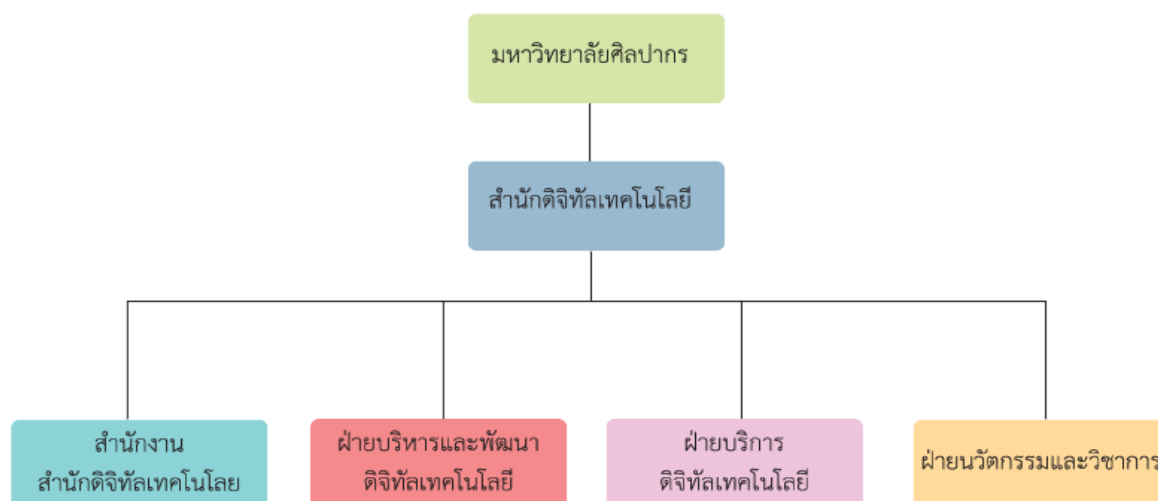 มหาวิทยาลัยศิลปากร
สำนักดิจิทัลเทคโนโลยี
สำนักงาน
สำนักดิจิทัลเทคโนโลย
ฝ่ายบริหารและพัฒนา
ดิจิทัลเทคโนโลยี
ฝ่ายบริการ
ดิจิทัลเทคโนโลยี
ฝ่ายนวัตกรรมและวิชาการ